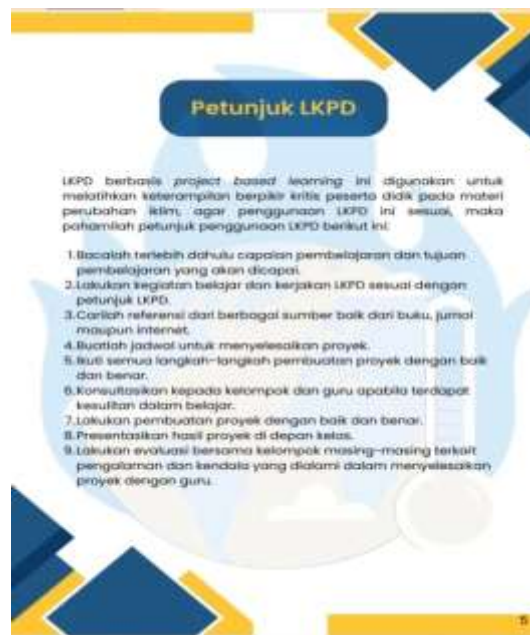 Petunjuk LKPD
LKPD berbasis project based learning ini digunakan untuk
melatihkan keterampilan berpikir kritis peserta didik pada materi
perubahan iklim, agar penggunaan LKPD ini sesuai, maka
pahamilah petunjuk penggunaan LKPD berikut ini:
1.Bacalah terlebih dahulu capaian pembelajaran dan tujuan
pembelajaran yang akan dicapai.
2.Lakukan kegiatan belajar dan kerjakan LKPD sesuai dengan
petunjuk LKPD.
3.Carilah referensi dari berbagai sumber baik dari buku, jurnal
maupun internet.
4.Buatlah jadwal untuk menyelesaikan proyek.
5.Ikuti semua langkah-langkah pembuatan proyek dengan baik
dan benar.
6.Konsultasikan kepada kelompok dan guru apabila terdapat
kesulitan dalam belajar.
7.Lakukan pembuatan proyek dengan baik dan benar.
8.Presentasikan hasil proyek di depan kelas.
9.Lakukan evaluasi bersama kelompok masing-masing terkait
pengalaman dan kendala yang dialami dalam menyelesaikan
proyek dengan guru.